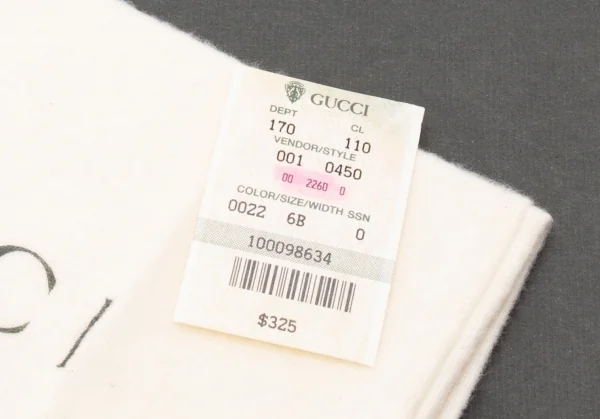 GUCCI
DEPT CL
170 110
VENDOR/STYLE
001 0450
00 2260 0
COLOR/SIZE/WIDTH SSN
0022 6B 0
100098634
$325
CI